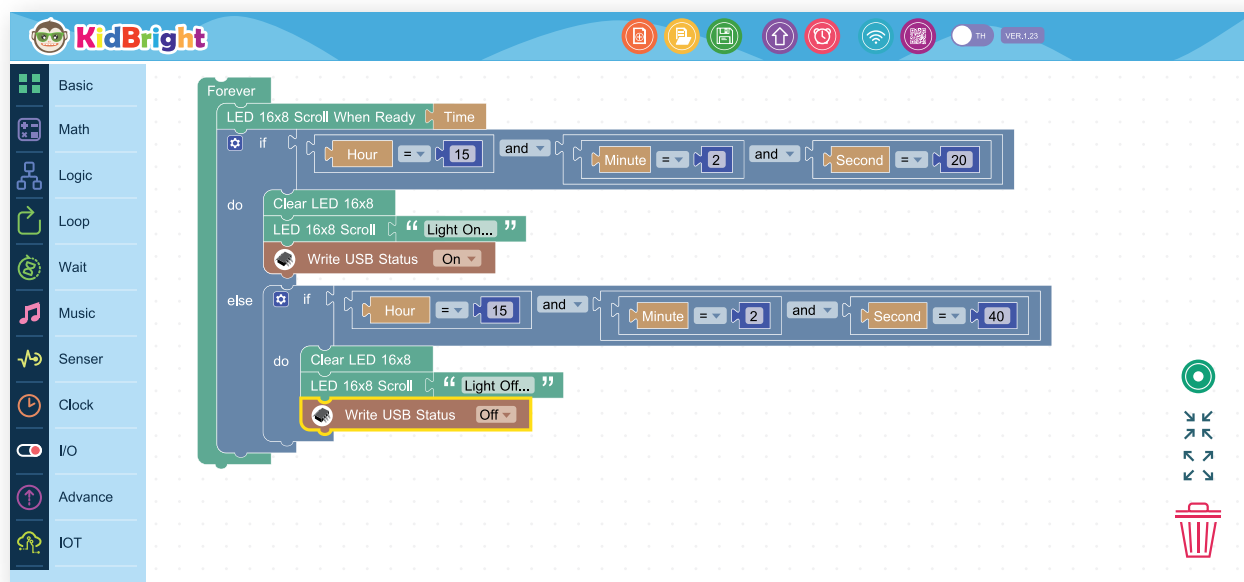 KidBright
TH
VER.1.23
Basic
Math
Logic
Loop
Wait
Music
Senser
Clock
I/O
Advance
IOT
Forever
LED 16x8 Scroll When Ready Time
if Hour = 15 and Minute = 2 and Second = 20
do Clear LED 16x8
LED 16x8 Scroll “ Light On... ”
Write USB Status On
else if Hour = 15 and Minute = 2 and Second = 40
do Clear LED 16x8
LED 16x8 Scroll “ Light Off... ”
Write USB Status Off